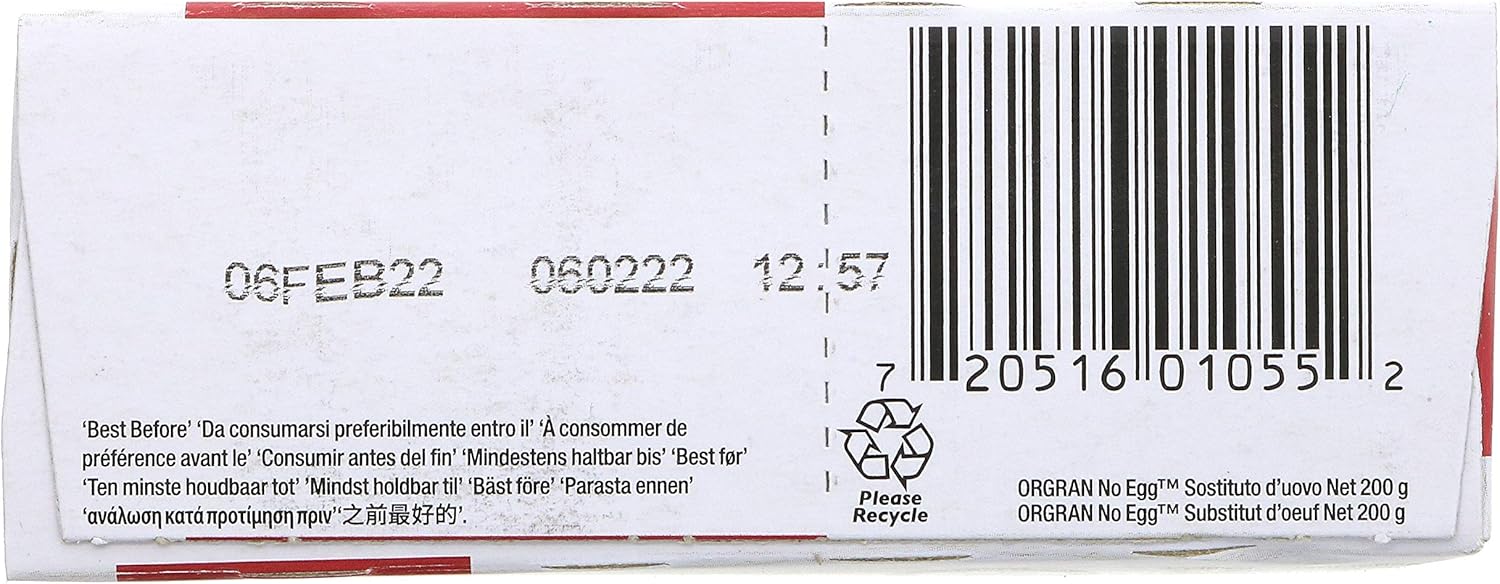 06FEB22 060222 12:57
7 20516 01055 2
'Best Before' 'Da consumarsi preferibilmente entro il' 'À consommer de
préférence avant le' 'Consumir antes del fin' 'Mindestens haltbar bis' 'Best før'
'Ten minste houdbaar tot' 'Mindst holdbar til' 'Bäst före' 'Parasta ennen'
'ανάλωση κατά προτίμηση πριν' '之前最好的'.
Please
Recycle
ORGRAN No Egg™ Sostituto d'uovo Net 200 g
ORGRAN No Egg™ Substitut d'oeuf Net 200 g